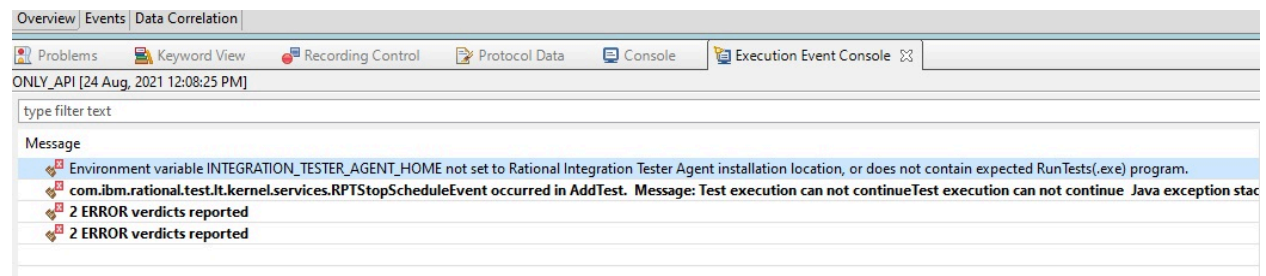 Overview Events Data Correlation
Problems Keyword View Recording Control Protocol Data Console Execution Event Console
ONLY_API [24 Aug, 2021 12:08:25 PM]
type filter text
Message
Environment variable INTEGRATION_TESTER_AGENT_HOME not set to Rational Integration Tester Agent installation location, or does not contain expected RunTests(.exe) program.
com.ibm.rational.test.lt.kernel.services.RPTStopScheduleEvent occurred in AddTest. Message: Test execution can not continueTest execution can not continue Java exception stac
2 ERROR verdicts reported
2 ERROR verdicts reported